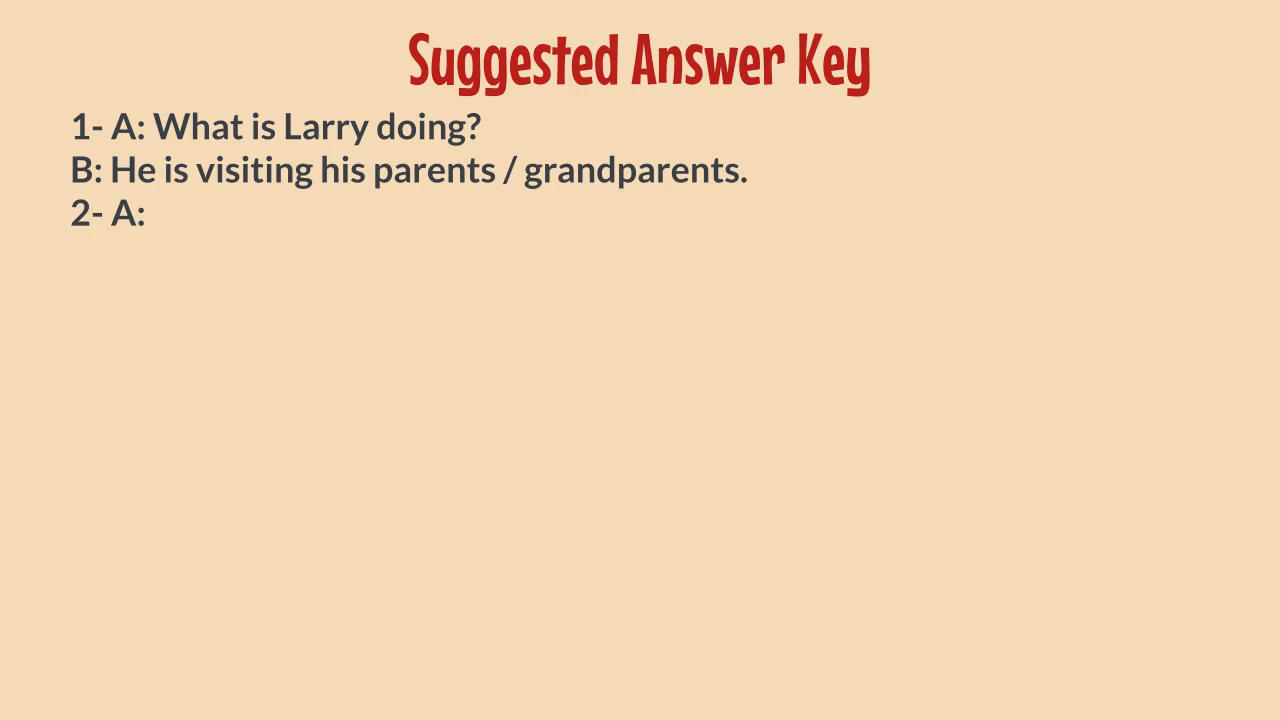 Suggested Answer Key
1- A: What is Larry doing?
B: He is visiting his parents / grandparents.
2- A: